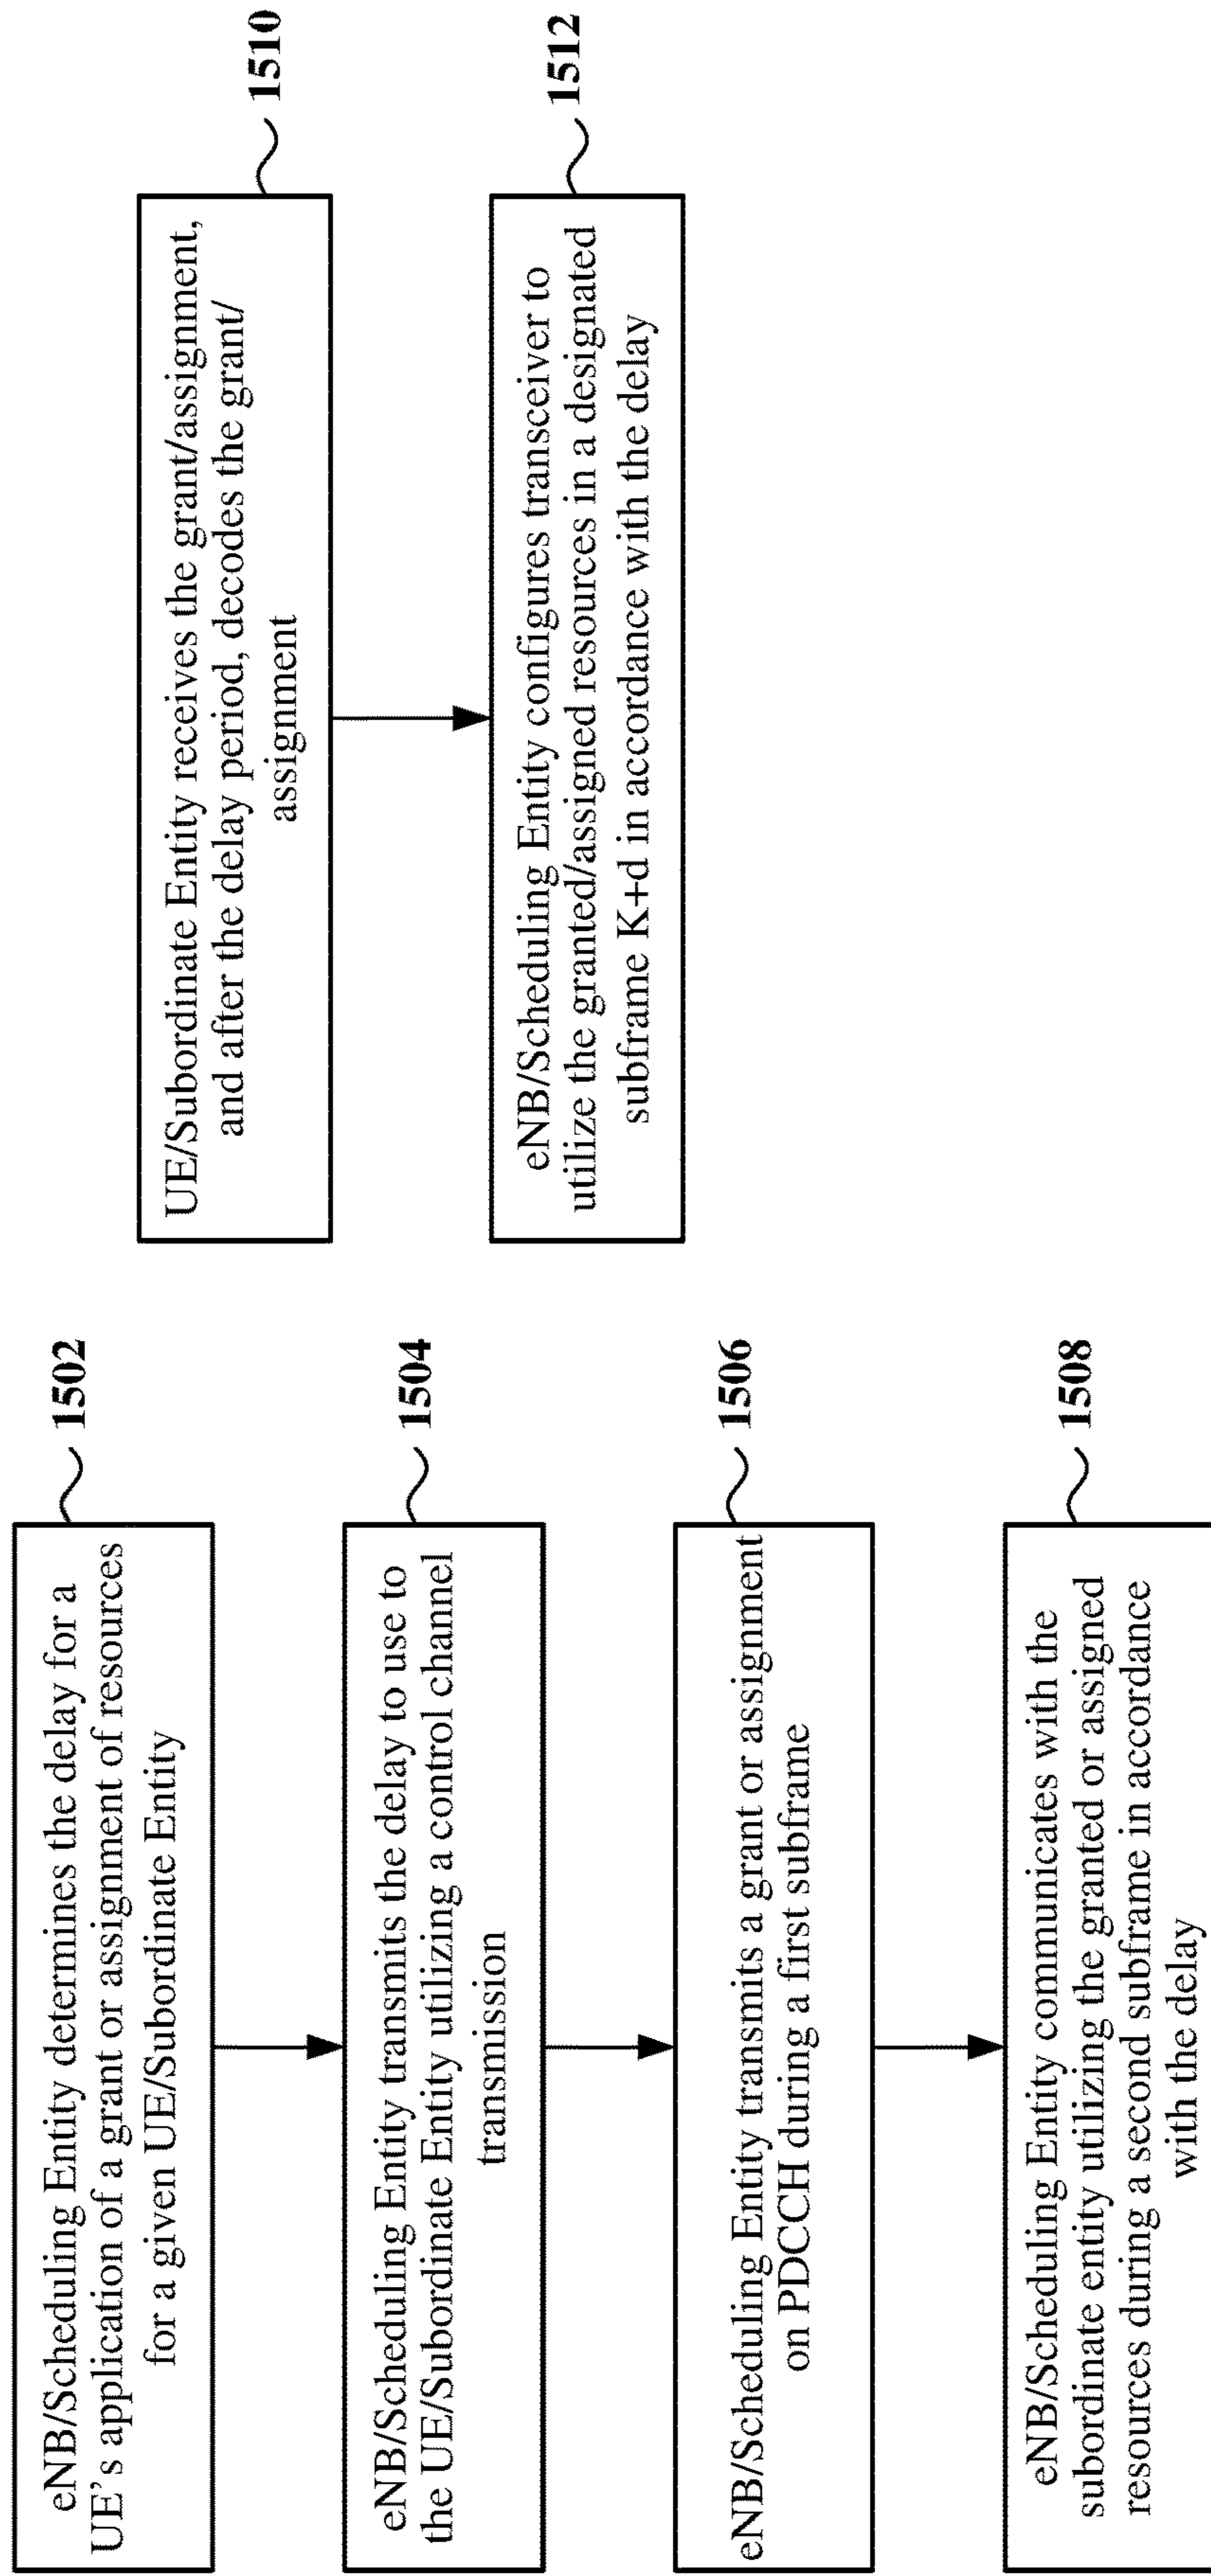 eNB/Scheduling Entity determines the delay for a
UE’s application of a grant or assignment of resources
for a given UE/Subordinate Entity
1502
eNB/Scheduling Entity transmits the delay to use to
the UE/Subordinate Entity utilizing a control channel
transmission
1504
eNB/Scheduling Entity transmits a grant or assignment
on PDCCH during a first subframe
1506
eNB/Scheduling Entity communicates with the
subordinate entity utilizing the granted or assigned
resources during a second subframe in accordance
with the delay
1508
UE/Subordinate Entity receives the grant/assignment,
and after the delay period, decodes the grant/
assignment
1510
eNB/Scheduling Entity configures transceiver to
utilize the granted/assigned resources in a designated
subframe K+d in accordance with the delay
1512